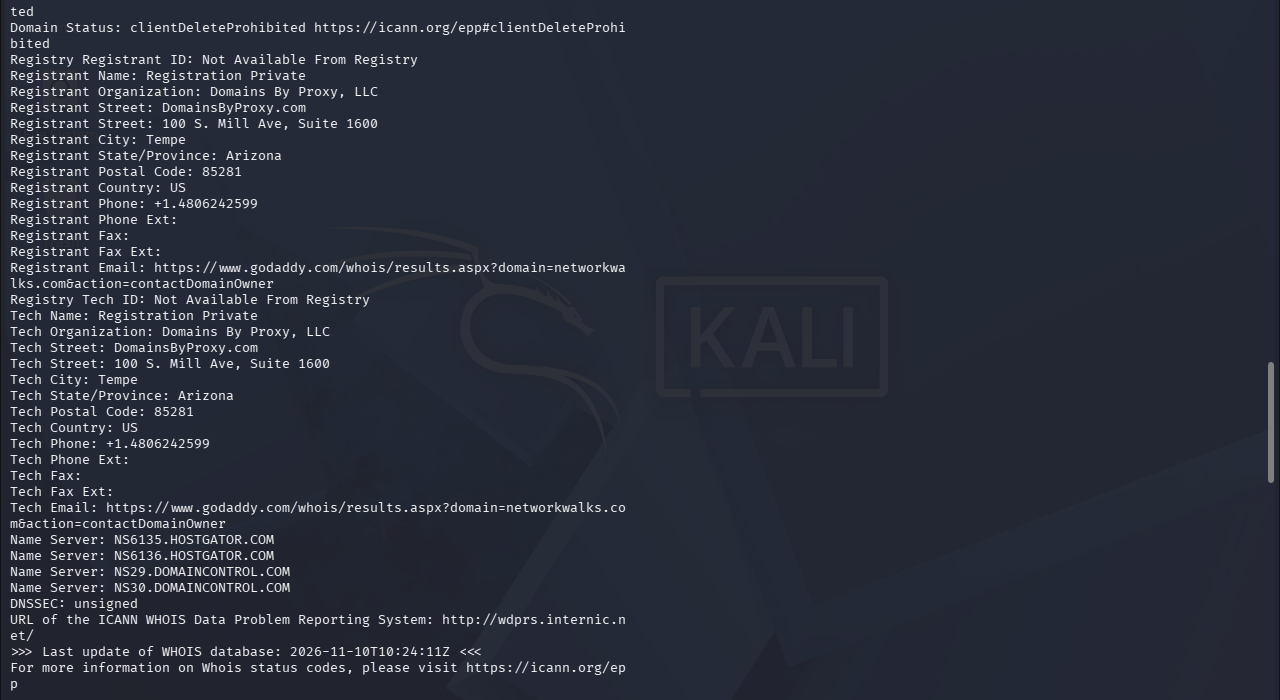 ted
Domain Status: clientDeleteProhibited https://icann.org/epp#clientDeleteProhi
bited
Registry Registrant ID: Not Available From Registry
Registrant Name: Registration Private
Registrant Organization: Domains By Proxy, LLC
Registrant Street: DomainsByProxy.com
Registrant Street: 100 S. Mill Ave, Suite 1600
Registrant City: Tempe
Registrant State/Province: Arizona
Registrant Postal Code: 85281
Registrant Country: US
Registrant Phone: +1.4806242599
Registrant Phone Ext:
Registrant Fax:
Registrant Fax Ext:
Registrant Email: https://www.godaddy.com/whois/results.aspx?domain=networkwa
lks.com&action=contactDomainOwner
Registry Tech ID: Not Available From Registry
Tech Name: Registration Private
Tech Organization: Domains By Proxy, LLC
Tech Street: DomainsByProxy.com
Tech Street: 100 S. Mill Ave, Suite 1600
Tech City: Tempe
Tech State/Province: Arizona
Tech Postal Code: 85281
Tech Country: US
Tech Phone: +1.4806242599
Tech Phone Ext:
Tech Fax:
Tech Fax Ext:
Tech Email: https://www.godaddy.com/whois/results.aspx?domain=networkwalks.co
m&action=contactDomainOwner
Name Server: NS6135.HOSTGATOR.COM
Name Server: NS6136.HOSTGATOR.COM
Name Server: NS29.DOMAINCONTROL.COM
Name Server: NS30.DOMAINCONTROL.COM
DNSSEC: unsigned
URL of the ICANN WHOIS Data Problem Reporting System: http://wdprs.internic.n
et/
>>> Last update of WHOIS database: 2026-11-10T10:24:11Z <<<
For more information on Whois status codes, please visit https://icann.org/ep
p
KALI